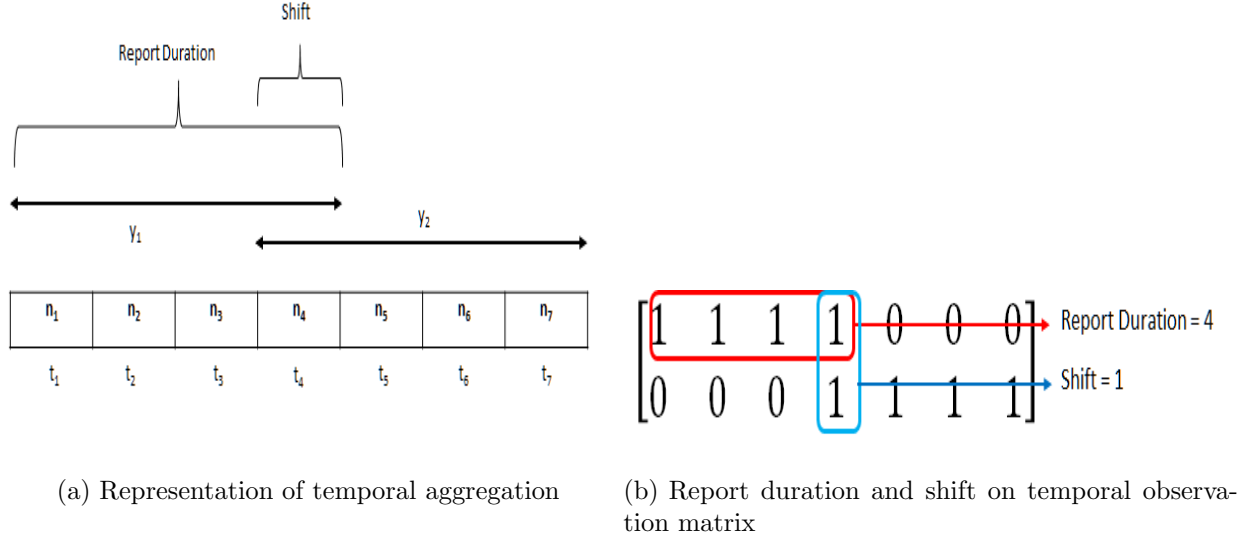 Shift
Report Duration
y₁
y₂
n₁ n₂ n₃ n₄ n₅ n₆ n₇
t₁ t₂ t₃ t₄ t₅ t₆ t₇
1 1 1 1 0 0 0
0 0 0 1 1 1 1
Report Duration = 4
Shift = 1
(a) Representation of temporal aggregation
(b) Report duration and shift on temporal observa-
tion matrix